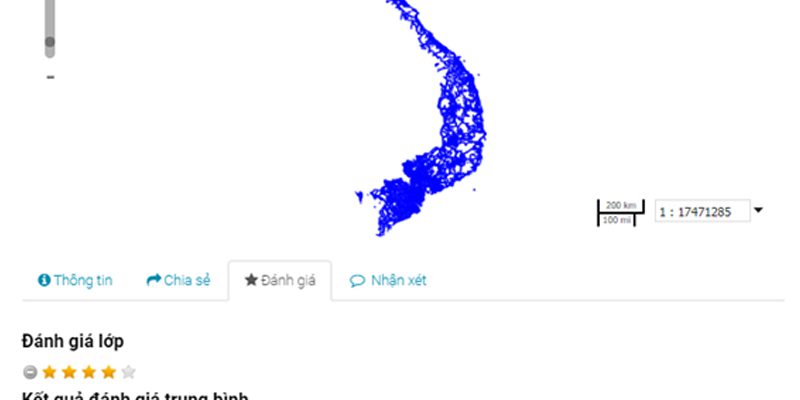 200 km
100 mi
1 : 17471285
Thông tin Chia sẻ Đánh giá Nhận xét
Đánh giá lớp
Kết quả đánh giá trung bình